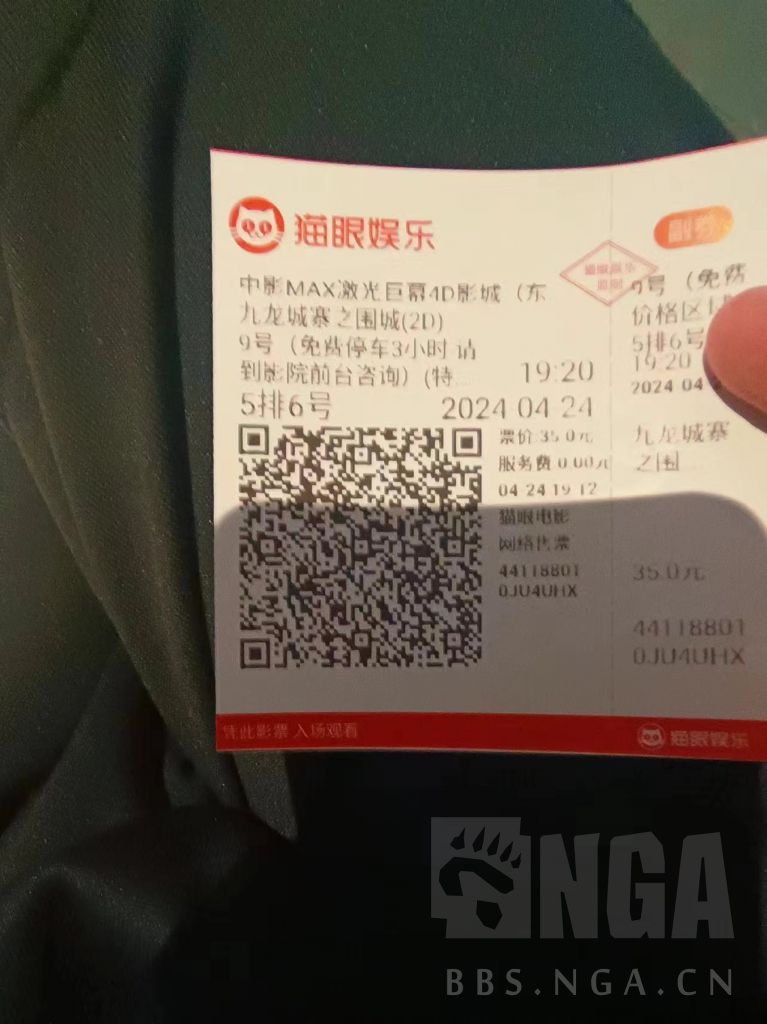 猫眼娱乐
中影MAX激光巨幕4D影城（东
九龙城寨之围城(2D)
9号（免费停车3小时 请
到影院前台咨询）(特...
19:20
5排6号
2024 04 24
票价:35.0元
服务费 0.00元
04-24 19 12
猫眼电影
网络售票
44118801
0JU4UHX
凭此影票 入场观看
副券
猫眼娱乐
9号（免费
价格区
5排6号
19:20
2024 04
九龙城寨
之围
35.0元
44118801
0JU4UHX
猫眼娱乐
NGA
BBS.NGA.CN